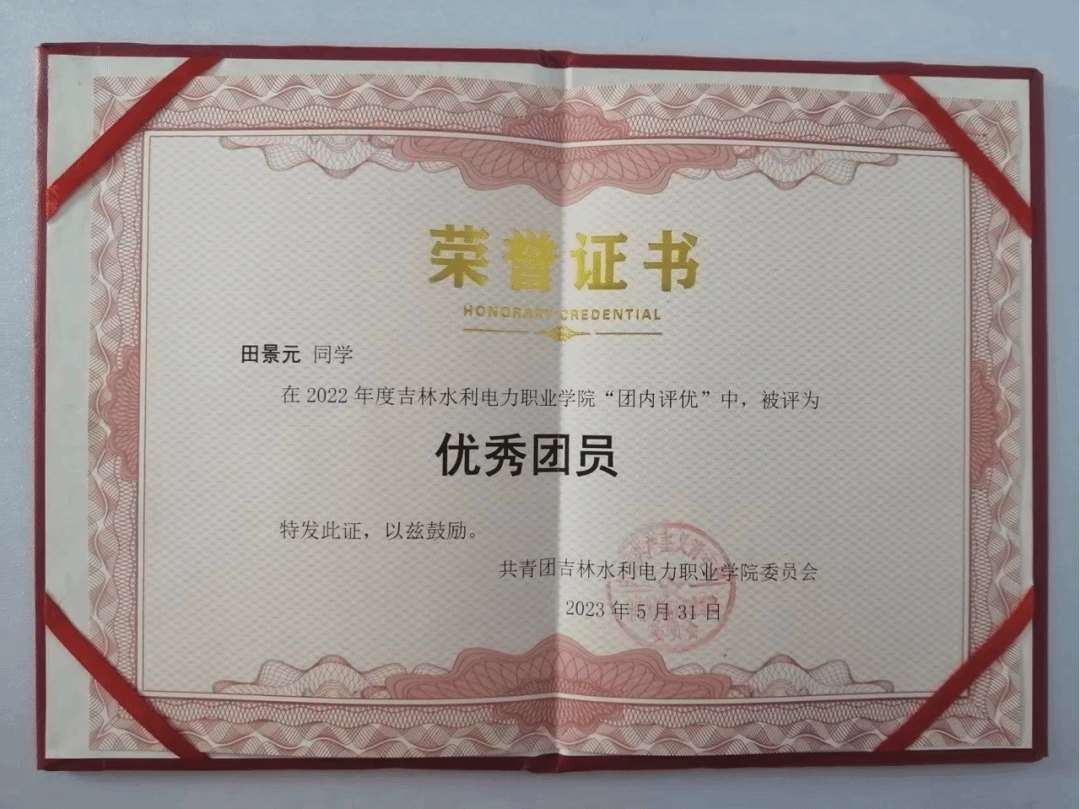 荣誉证书
HONORARY CREDENTIAL
田景元 同学
在 2022 年度吉林水利电力职业学院“团内评优”中，被评为
优秀团员
特发此证，以兹鼓励。
共青团吉林水利电力职业学院委员会
2023 年 5 月 31 日